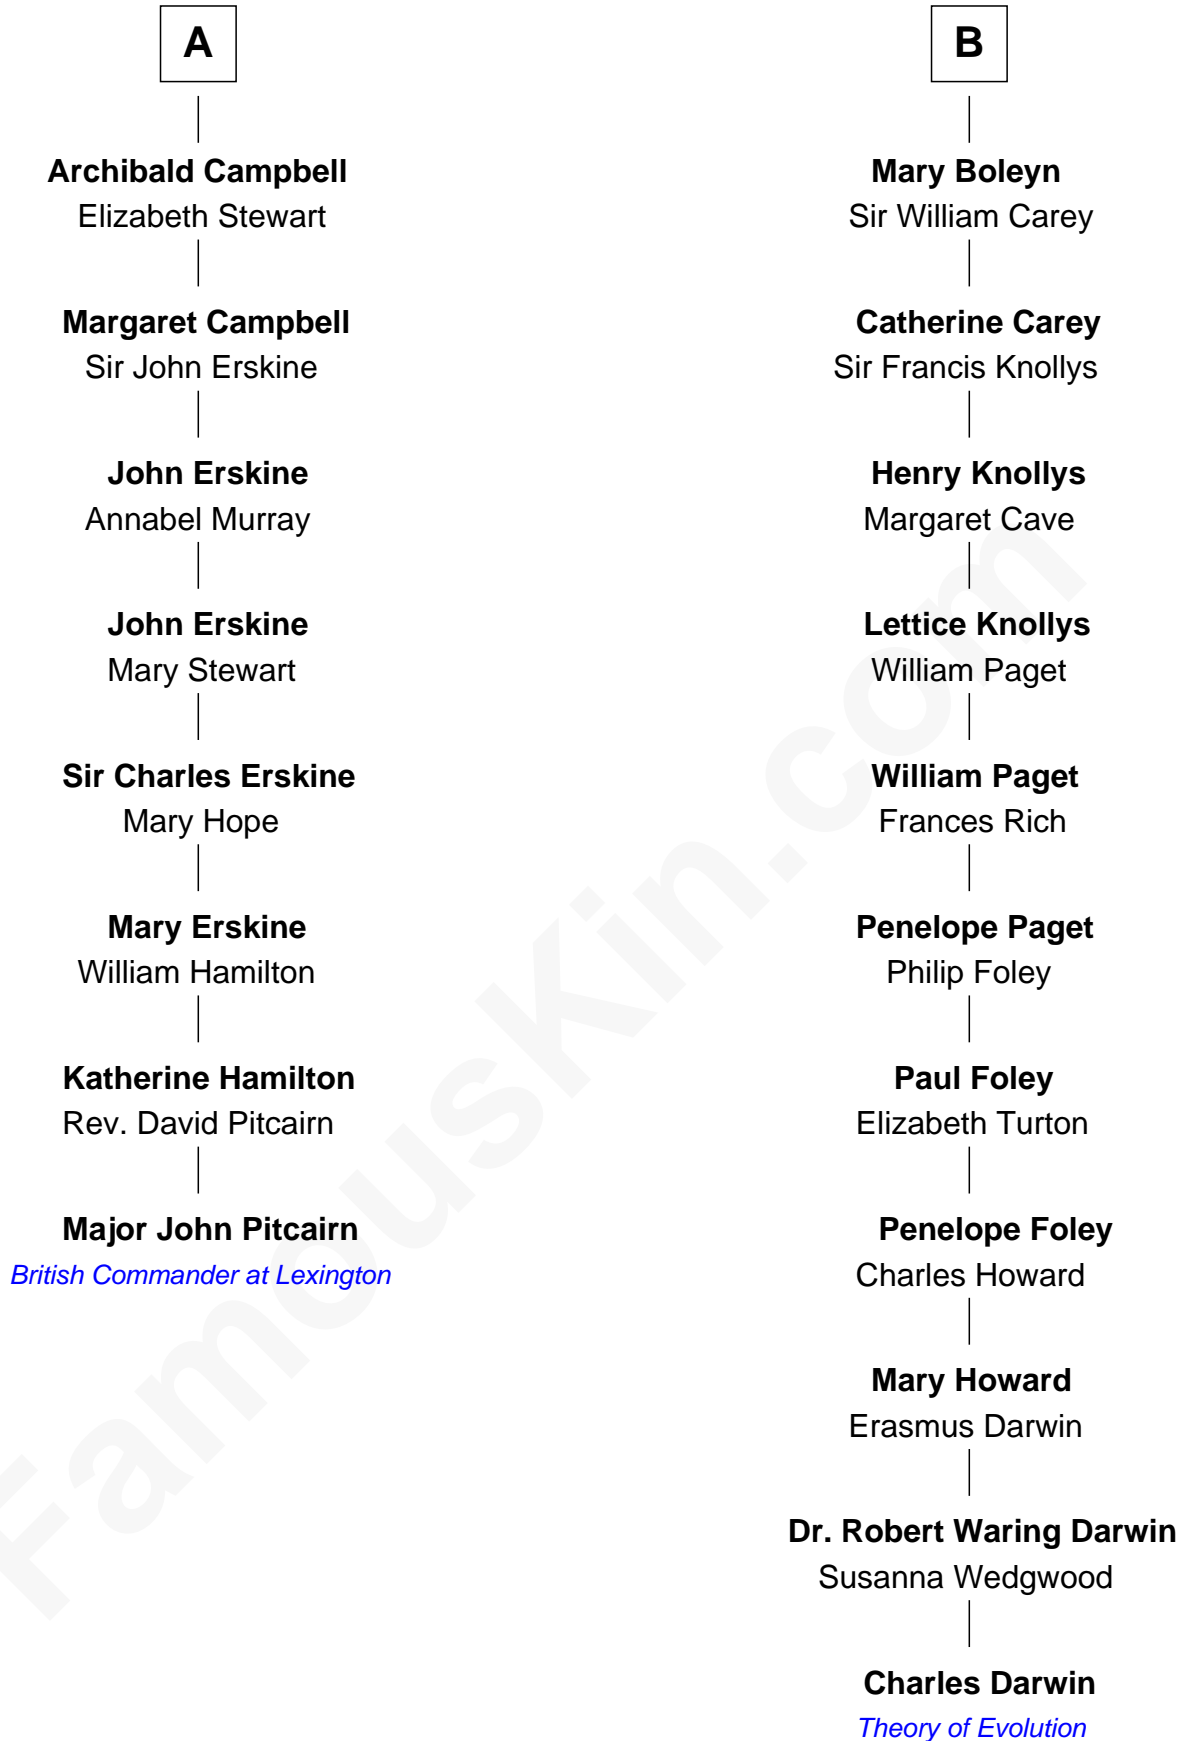 A
Archibald Campbell
Elizabeth Stewart
Margaret Campbell
Sir John Erskine
John Erskine
Annabel Murray
John Erskine
Mary Stewart
Sir Charles Erskine
Mary Hope
Mary Erskine
William Hamilton
Katherine Hamilton
Rev. David Pitcairn
Major John Pitcairn
British Commander at Lexington
B
Mary Boleyn
Sir William Carey
Catherine Carey
Sir Francis Knollys
Henry Knollys
Margaret Cave
Lettice Knollys
William Paget
William Paget
Frances Rich
Penelope Paget
Philip Foley
Paul Foley
Elizabeth Turton
Penelope Foley
Charles Howard
Mary Howard
Erasmus Darwin
Dr. Robert Waring Darwin
Susanna Wedgwood
Charles Darwin
Theory of Evolution
FamousKin.com